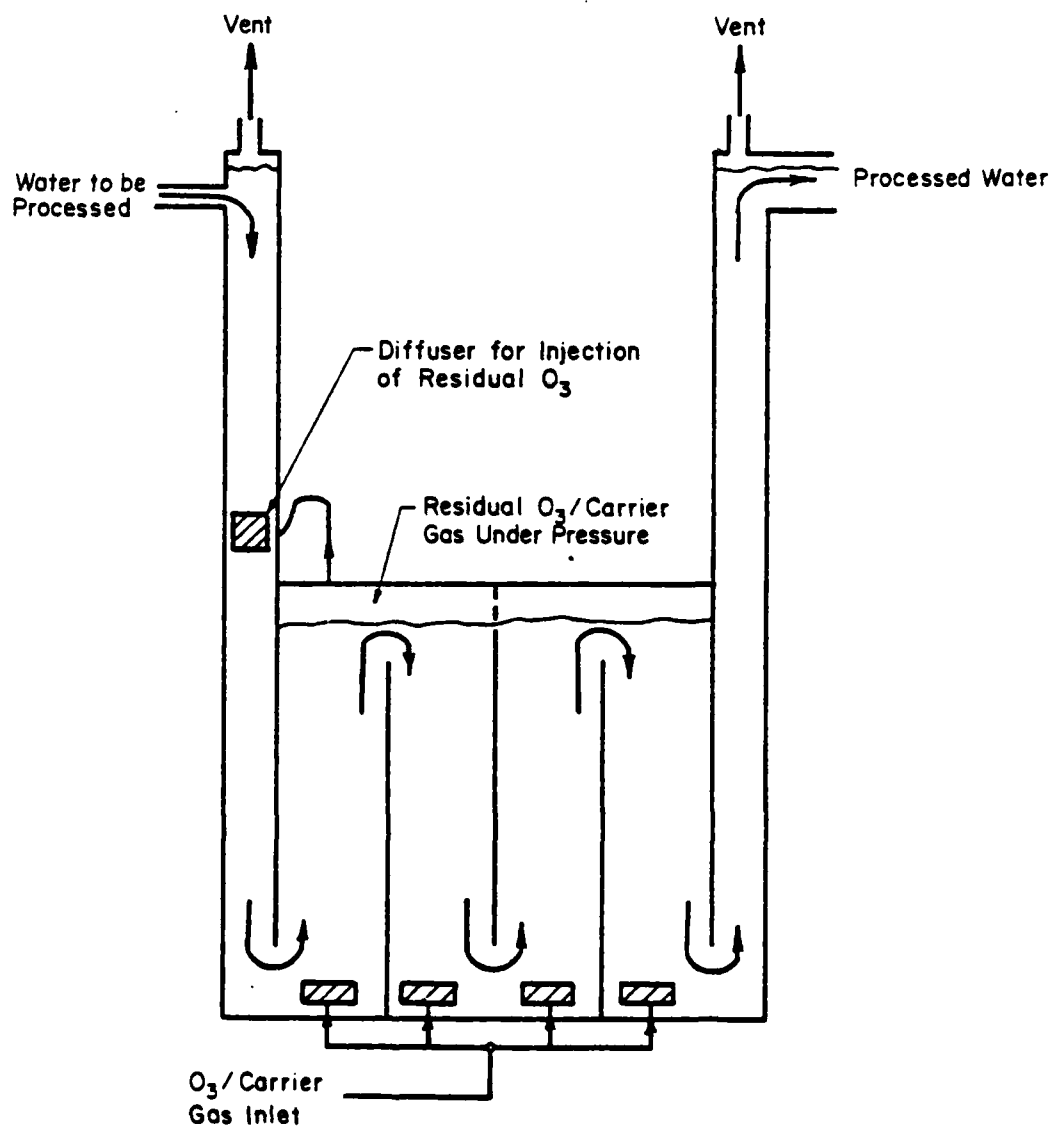 Vent
Vent
Water to be
Processed
Processed Water
Diffuser for Injection
of Residual O₃
Residual O₃/Carrier
Gas Under Pressure
O₃/Carrier
Gas Inlet